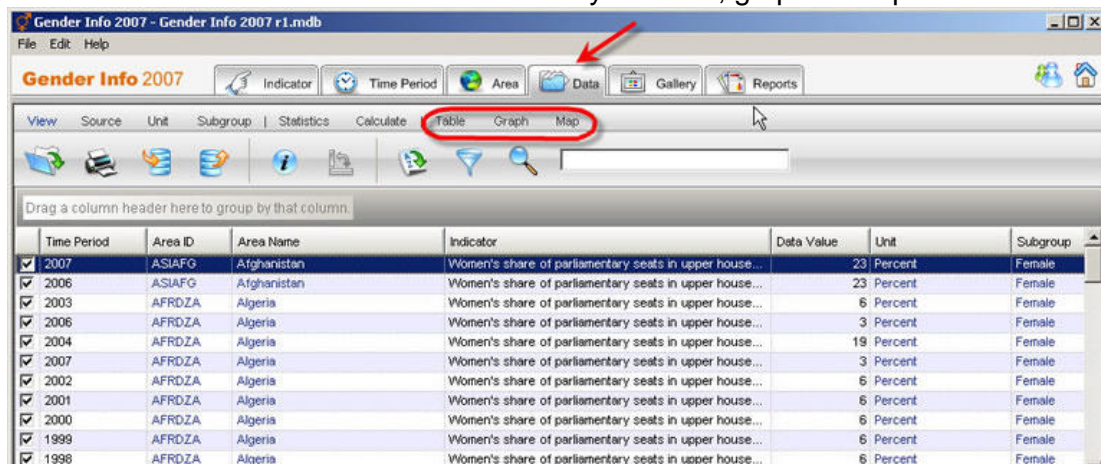 Gender Info 2007 - Gender Info 2007 r1.mdb
File Edit Help
Gender Info 2007 Indicator Time Period Area Data Gallery Reports
View Source Unit Subgroup | Statistics Calculate | Table Graph Map
Drag a column header here to group by that column.
Time Period Area ID Area Name Indicator Data Value Unit Subgroup
2007 ASIAFG Afghanistan Women's share of parliamentary seats in upper house... 23 Percent Female
2006 ASIAFG Afghanistan Women's share of parliamentary seats in upper house... 23 Percent Female
2003 AFRDZA Algeria Women's share of parliamentary seats in upper house... 6 Percent Female
2006 AFRDZA Algeria Women's share of parliamentary seats in upper house... 3 Percent Female
2004 AFRDZA Algeria Women's share of parliamentary seats in upper house... 19 Percent Female
2007 AFRDZA Algeria Women's share of parliamentary seats in upper house... 3 Percent Female
2002 AFRDZA Algeria Women's share of parliamentary seats in upper house... 6 Percent Female
2001 AFRDZA Algeria Women's share of parliamentary seats in upper house... 6 Percent Female
2000 AFRDZA Algeria Women's share of parliamentary seats in upper house... 6 Percent Female
1999 AFRDZA Algeria Women's share of parliamentary seats in upper house... 6 Percent Female
1998 AFRDZA Algeria Women's share of parliamentary seats in upper house... 6 Percent Female